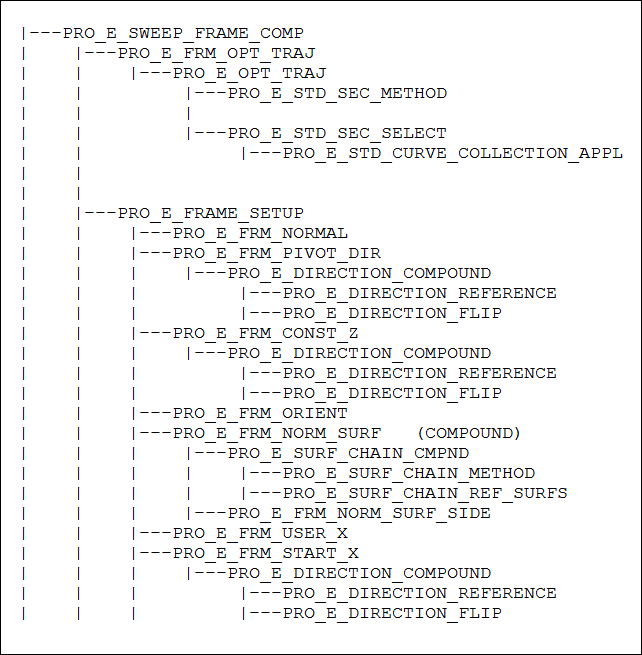 |---PRO_E_SWEEP_FRAME_COMP
|    |---PRO_E_FRM_OPT_TRAJ
|    |    |---PRO_E_OPT_TRAJ
|    |         |---PRO_E_STD_SEC_METHOD
|    |         |
|    |         |---PRO_E_STD_SEC_SELECT
|    |              |---PRO_E_STD_CURVE_COLLECTION_APPL
|    |
|    |
|    |---PRO_E_FRAME_SETUP
|    |    |---PRO_E_FRM_NORMAL
|    |    |---PRO_E_FRM_PIVOT_DIR
|    |    |    |---PRO_E_DIRECTION_COMPOUND
|    |    |         |---PRO_E_DIRECTION_REFERENCE
|    |    |         |---PRO_E_DIRECTION_FLIP
|    |    |---PRO_E_FRM_CONST_Z
|    |    |    |---PRO_E_DIRECTION_COMPOUND
|    |    |         |---PRO_E_DIRECTION_REFERENCE
|    |    |         |---PRO_E_DIRECTION_FLIP
|    |    |---PRO_E_FRM_ORIENT
|    |    |---PRO_E_FRM_NORM_SURF   (COMPOUND)
|    |    |    |---PRO_E_SURF_CHAIN_CMPND
|    |    |    |    |---PRO_E_SURF_CHAIN_METHOD
|    |    |    |    |---PRO_E_SURF_CHAIN_REF_SURFS
|    |    |    |---PRO_E_FRM_NORM_SURF_SIDE
|    |    |---PRO_E_FRM_USER_X
|    |    |---PRO_E_FRM_START_X
|    |    |    |---PRO_E_DIRECTION_COMPOUND
|    |    |         |---PRO_E_DIRECTION_REFERENCE
|    |    |         |---PRO_E_DIRECTION_FLIP